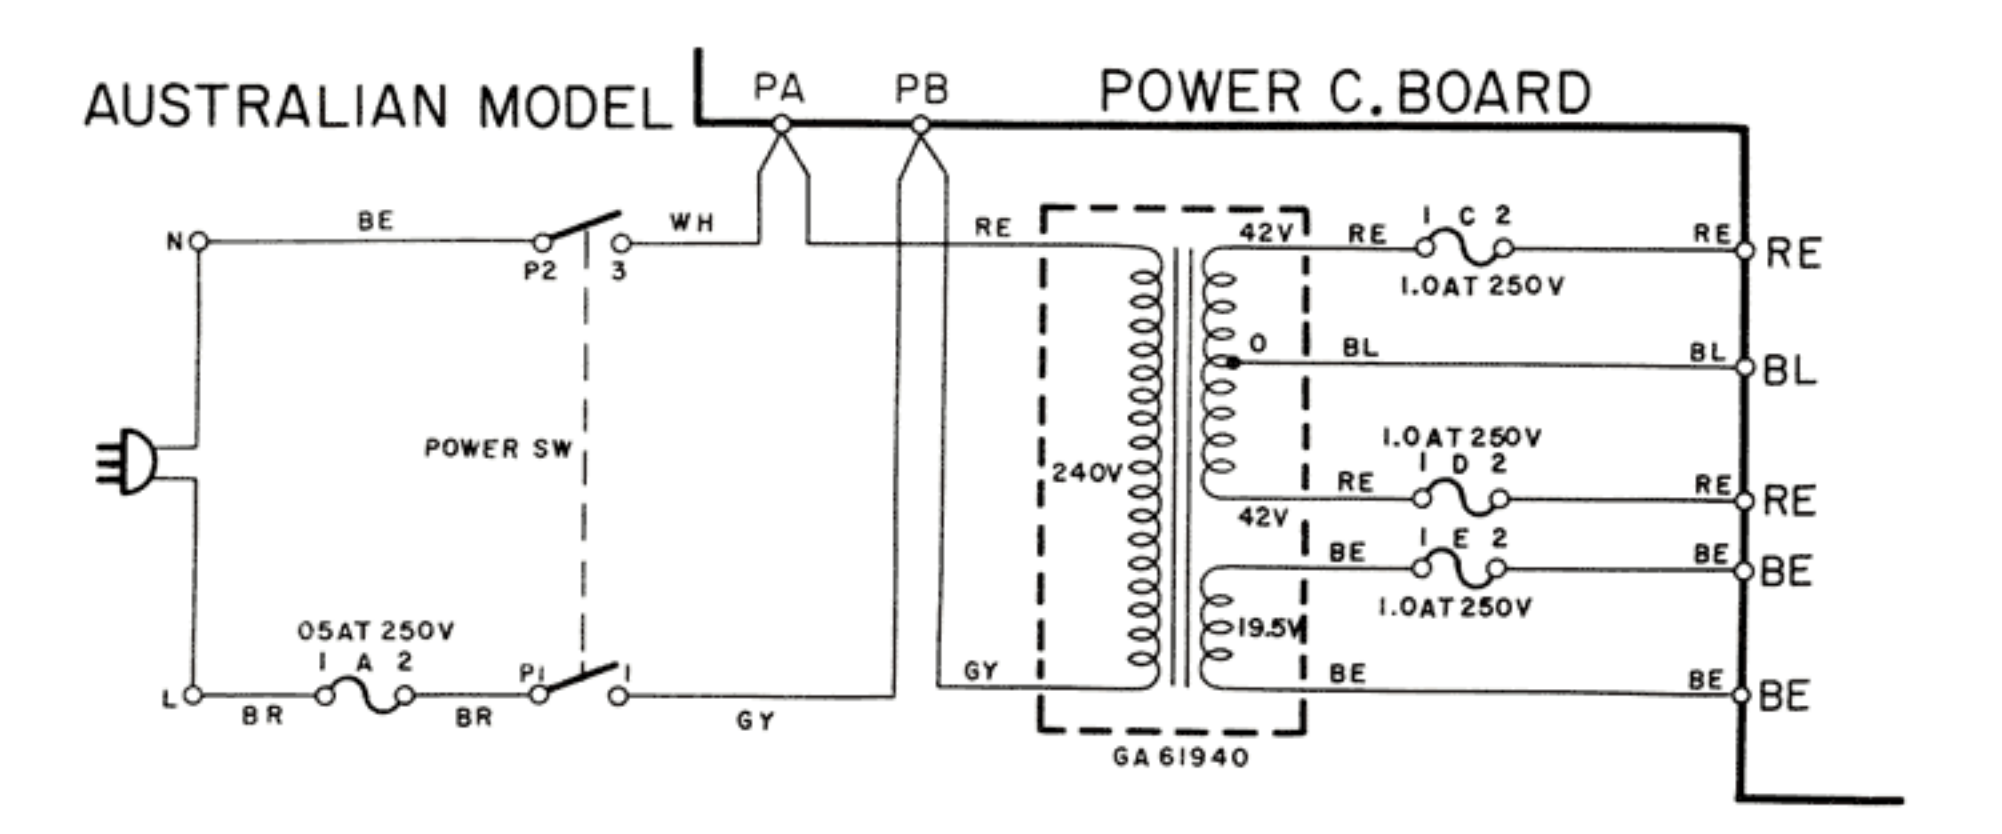 AUSTRALIAN MODEL
PA
PB
POWER C. BOARD
N
BE
P2
3
WH
RE
42V
RE
1 C 2
1.0AT 250V
RE
RE
0
BL
BL
BL
POWER SW
240V
1.0AT 250V
1 D 2
RE
42V
RE
RE
BE
1 E 2
1.0AT 250V
BE
BE
19.5V
05AT 250V
1 A 2
L
BR
BR
P1
1
GY
GY
BE
BE
BE
GA 61940